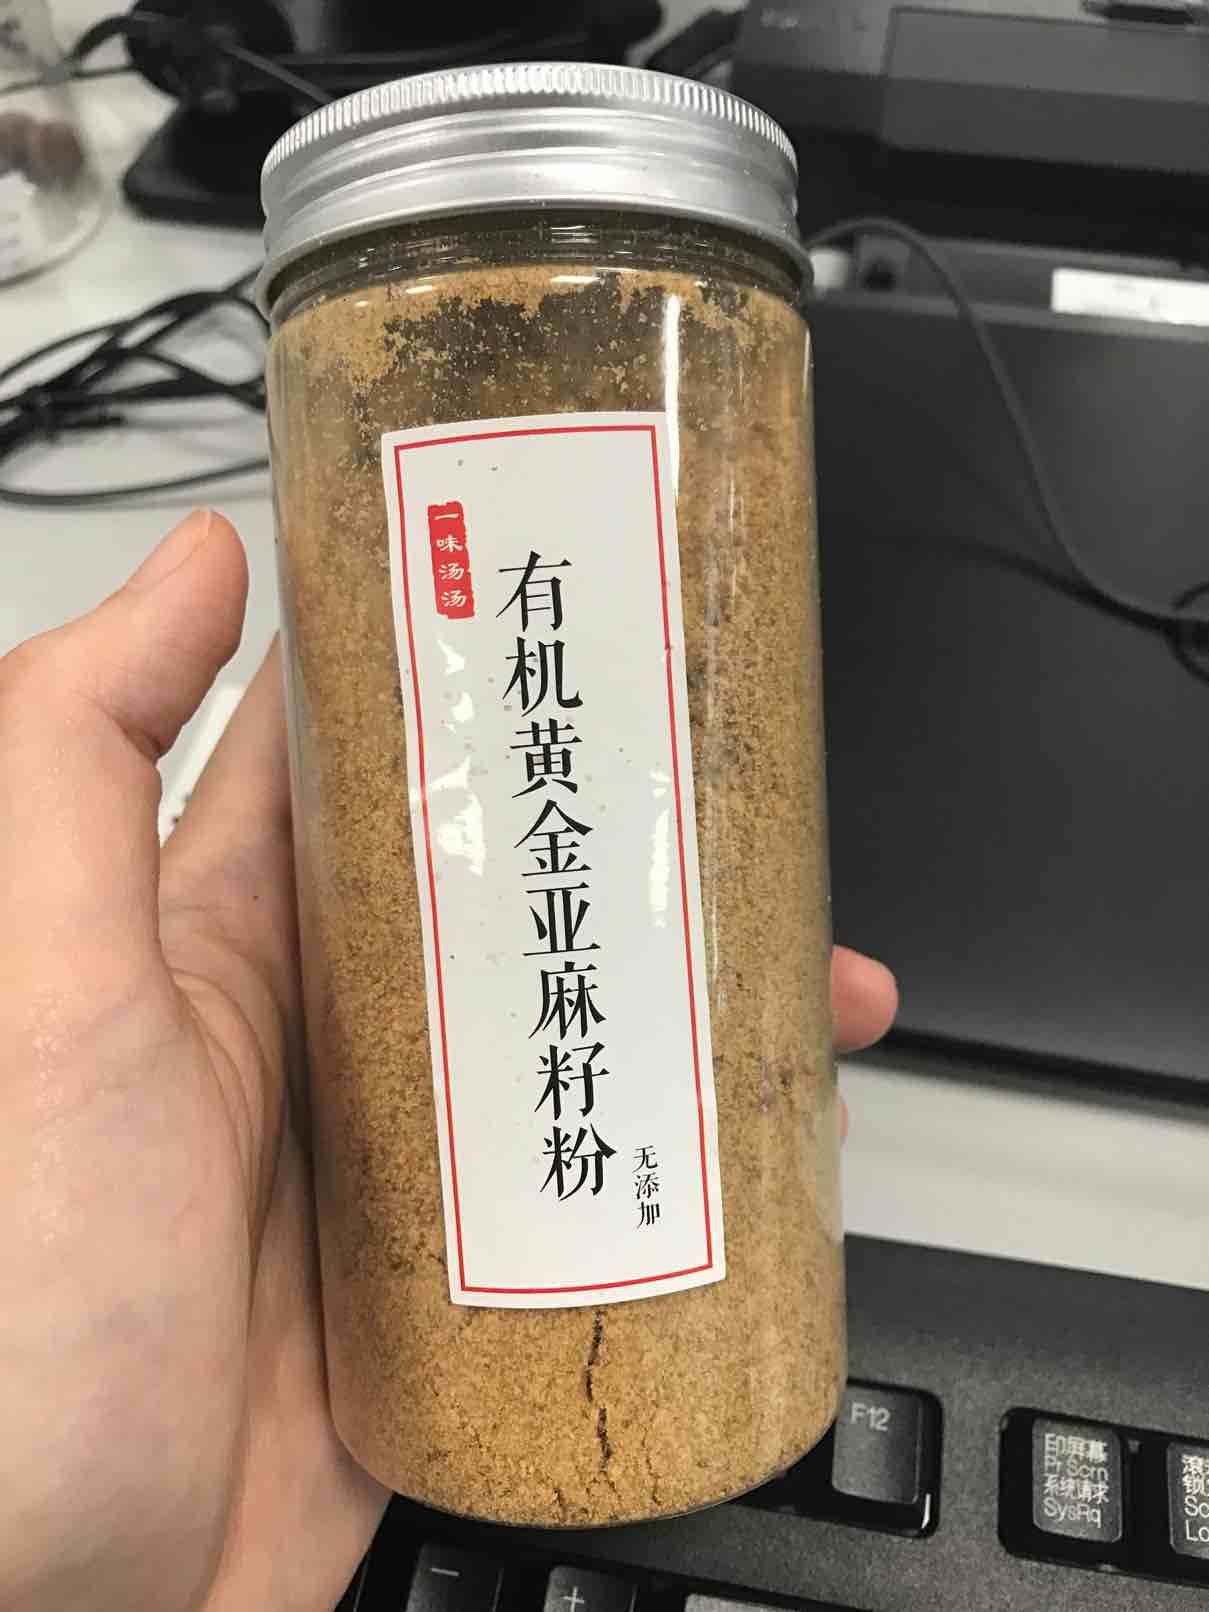 一味汤汤
有机黄金亚麻籽粉
无添加
F12
印屏幕
Pr Scrn
系统请求
SysRq